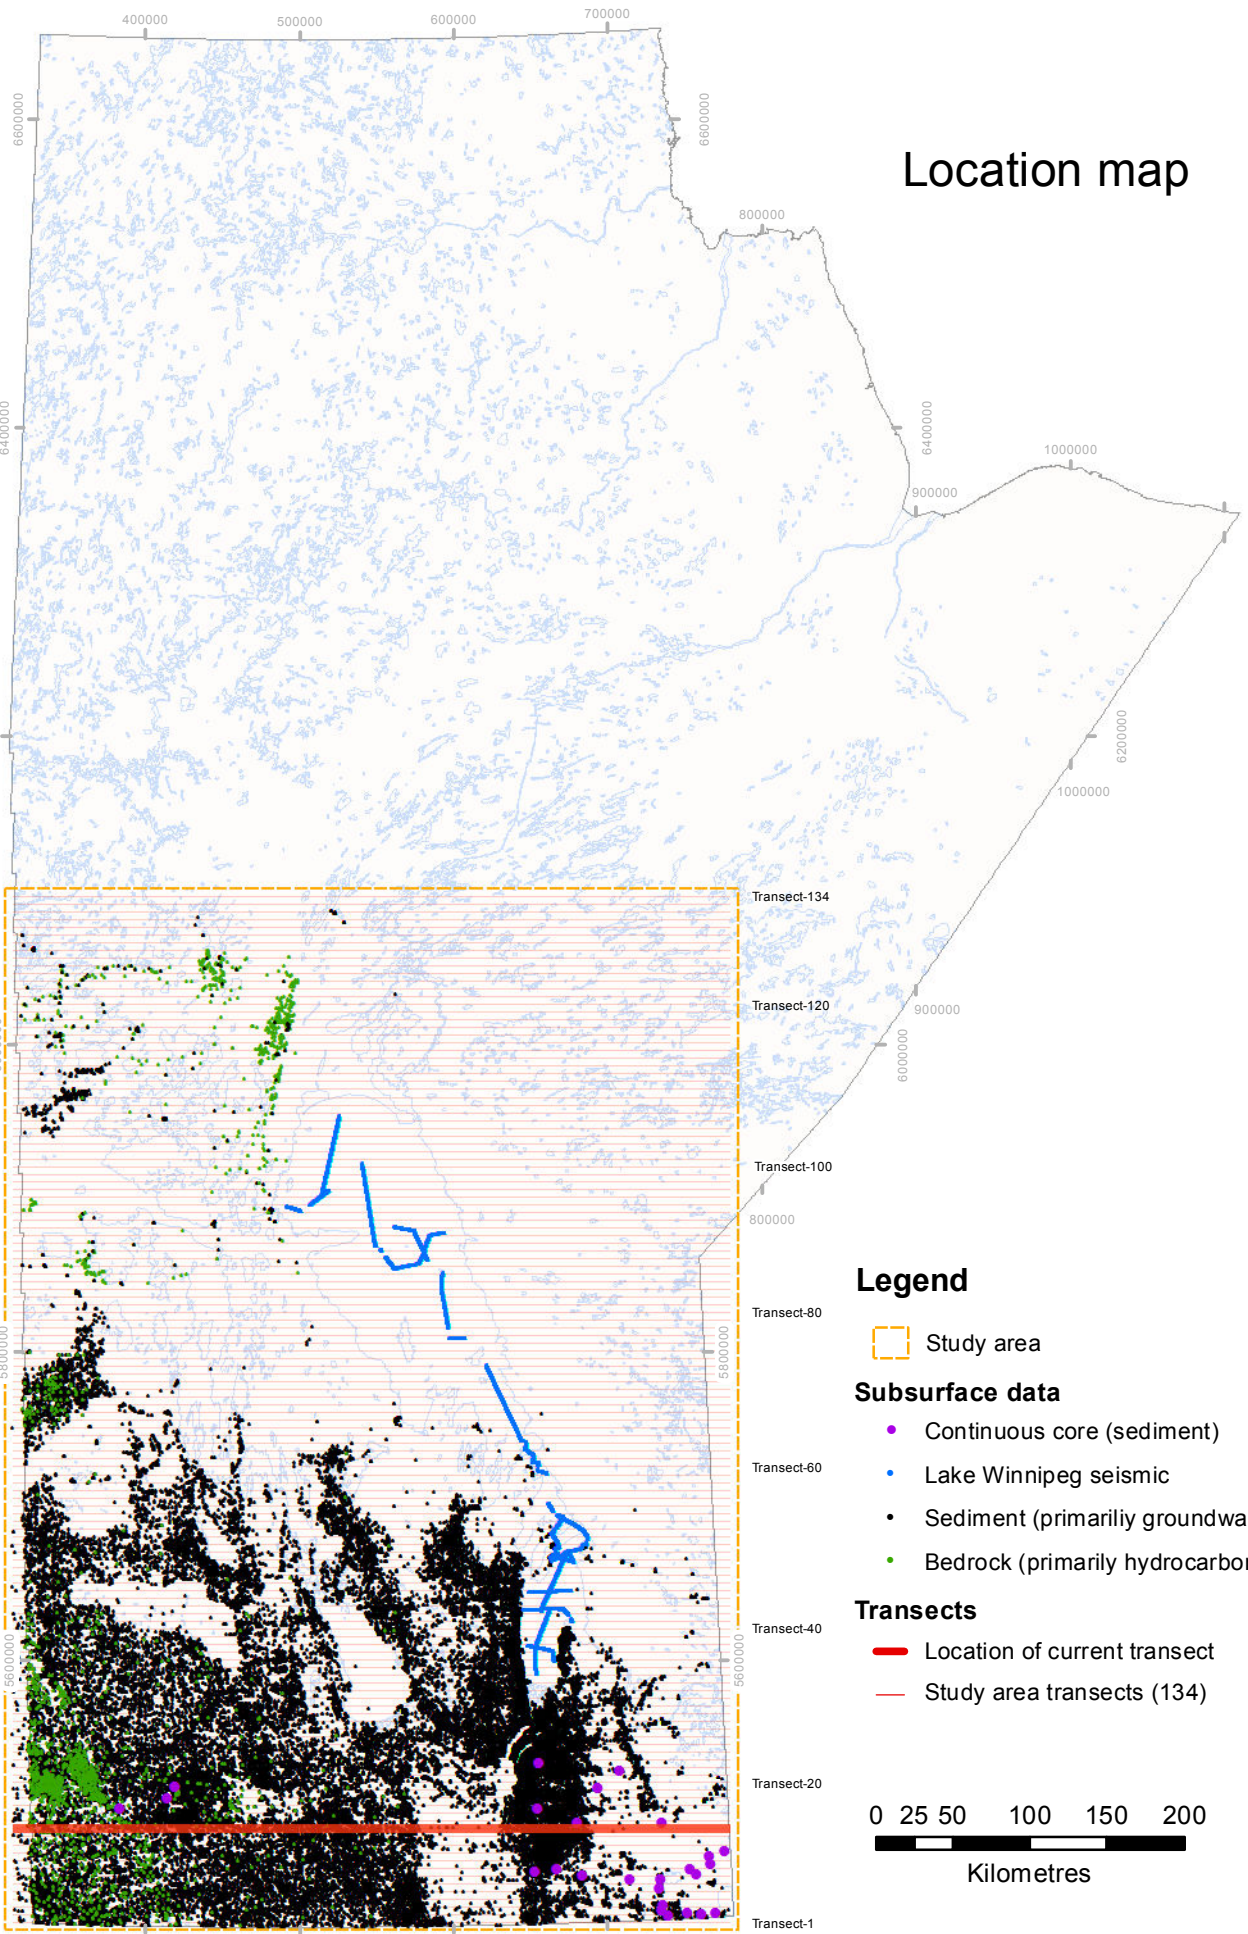 400000
500000
600000
700000
6600000
6600000
Location map
800000
6400000
6400000
1000000
900000
6200000
1000000
Transect-134
Transect-120
900000
6000000
Transect-100
800000
Legend
Transect-80
5800000
5800000
Study area
Subsurface data
Continuous core (sediment)
Transect-60
Lake Winnipeg seismic
Sediment (primariliy groundwa
Bedrock (primarily hydrocarbon
Transects
Transect-40
5600000
5600000
Location of current transect
Study area transects (134)
Transect-20
0 25 50 100 150 200
Kilometres
Transect-1